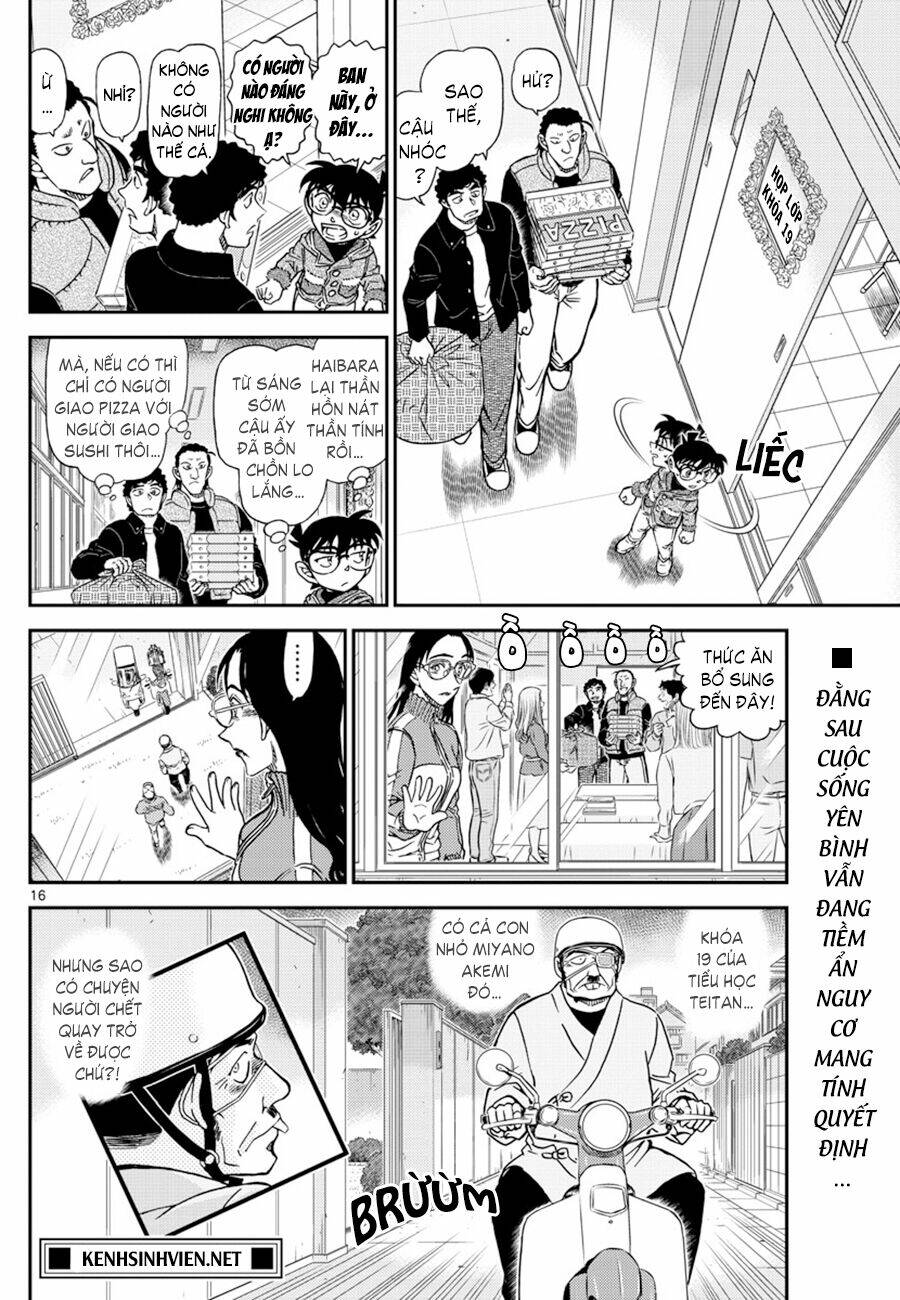 HỬ?
SAO
THẾ,
CẬU
NHÓC
?
HỌP LỚP
KHÓA 19
PIZZA
LIẾC
BAN
NÃY, Ở
ĐÂY...
CÓ NGƯỜI
NÀO ĐÁNG
NGHI KHÔNG
Ạ?
KHÔNG
CÓ
NGƯỜI
NÀO NHƯ
THẾ CẢ.
NHỈ?
Ừ
...
HAIBARA
LẠI THẦN
HỒN NÁT
THẦN TÍNH
RỒI...
TỪ SÁNG
SỚM
CẬU ẤY
ĐÃ BỒN
CHỒN LO
LẮNG...
MÀ, NẾU CÓ THÌ
CHỈ CÓ NGƯỜI
GIAO PIZZA VỚI
NGƯỜI GIAO
SUSHI THÔI...
THỨC ĂN
BỔ SUNG
ĐẾN ĐÂY!
Ồ Ồ Ồ Ồ
......
16
KHÓA
19 CỦA
TIỂU HỌC
TEITAN...
CÓ CẢ CON
NHỎ MIYANO
AKEMI
ĐÓ...
NHƯNG SAO
CÓ CHUYỆN
NGƯỜI CHẾT
QUAY TRỞ
VỀ ĐƯỢC
CHỨ?!
BRỪỪM
ĐẰNG
SAU
CUỘC
SỐNG
YÊN
BÌNH
VẪN
ĐANG
TIỀM
ẨN
NGUY
CƠ
MANG
TÍNH
QUYẾT
ĐỊNH
...
KENHSINHVIEN.NET